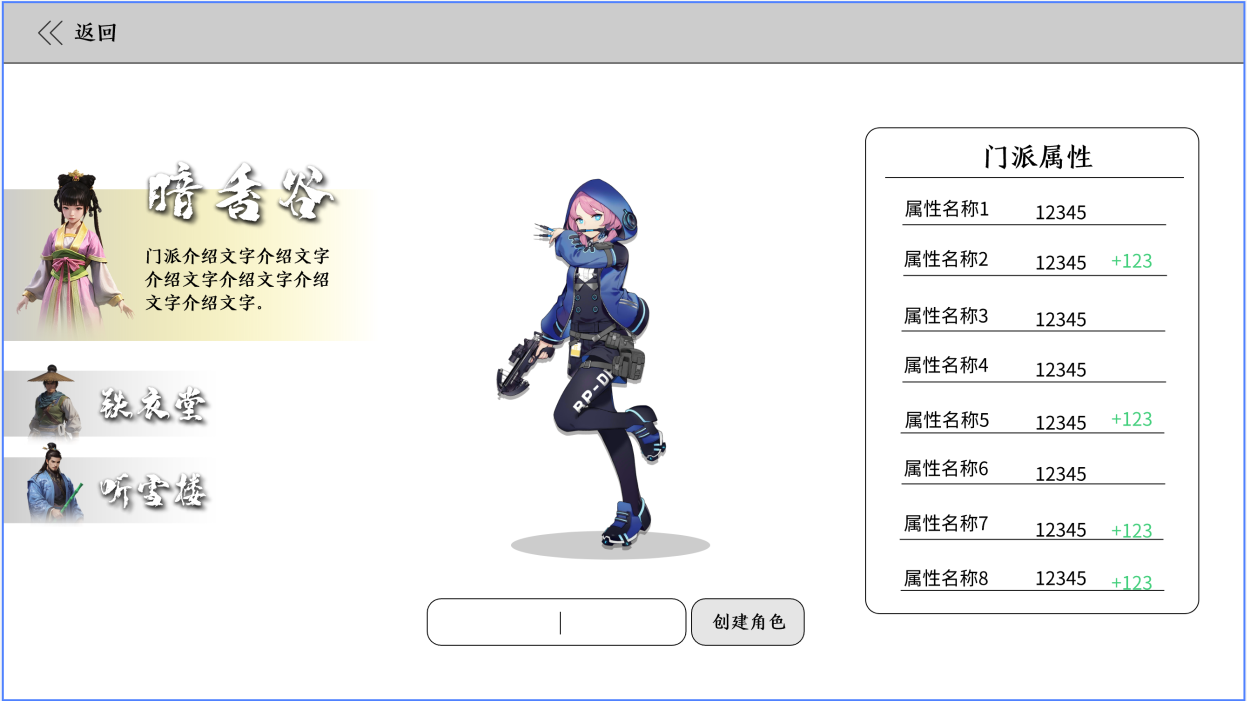 返回
暗香谷
门派介绍文字介绍文字
介绍文字介绍文字介绍
文字介绍文字。
铁衣堂
听雪楼
RP-DI
创建角色
门派属性
属性名称1 12345
属性名称2 12345 +123
属性名称3 12345
属性名称4 12345
属性名称5 12345 +123
属性名称6 12345
属性名称7 12345 +123
属性名称8 12345 +123